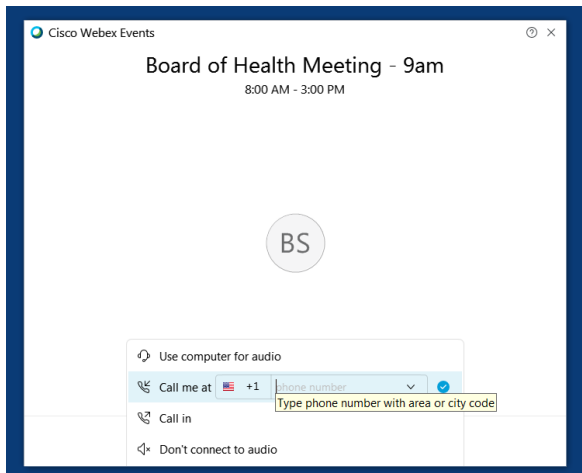 Cisco Webex Events
Board of Health Meeting - 9am
8:00 AM - 3:00 PM
BS
Use computer for audio
Call me at +1 phone number
Type phone number with area or city code
Call in
Don't connect to audio